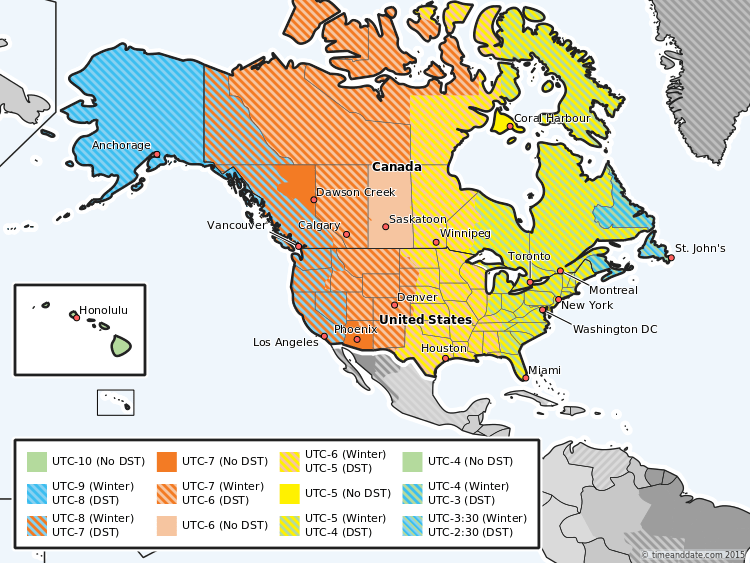 Coral Harbour
Anchorage
Canada
Dawson Creek
Saskatoon
Vancouver
Calgary
Winnipeg
St. John's
Toronto
Montreal
Denver
New York
Honolulu
United States
Phoenix
Washington DC
Los Angeles
Houston
Miami
UTC-10 (No DST)
UTC-7 (No DST)
UTC-6 (Winter)
UTC-5 (DST)
UTC-4 (No DST)
UTC-9 (Winter)
UTC-8 (DST)
UTC-7 (Winter)
UTC-6 (DST)
UTC-5 (No DST)
UTC-4 (Winter)
UTC-3 (DST)
UTC-8 (Winter)
UTC-7 (DST)
UTC-6 (No DST)
UTC-5 (Winter)
UTC-4 (DST)
UTC-3:30 (Winter)
UTC-2:30 (DST)
© timeanddate.com 2015